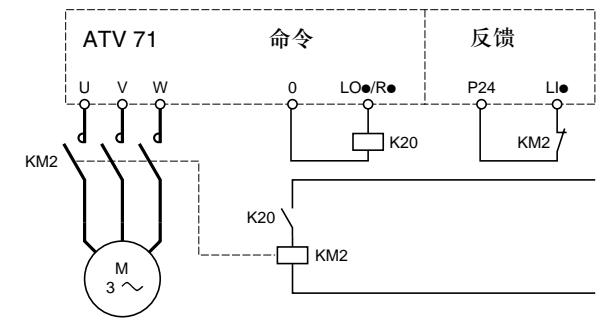 ATV 71 命令 反馈
U V W 0 LO●/R● P24 LI●
K20 KM2
KM2
K20
KM2
M
3 ~